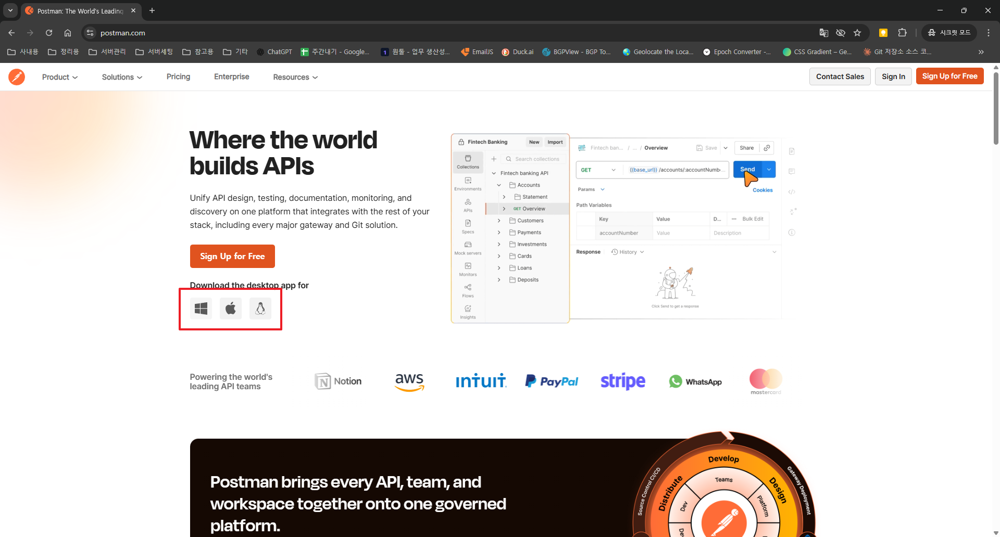 Postman: The World's Leading
postman.com
시크릿 모드
사내용
정리용
서버관리
서버세팅
참고용
기타
ChatGPT
주간내기 - Google...
원툴 - 업무 생산성...
EmailJS
Duck.ai
BGPView - BGP To...
Geolocate the Loca...
Epoch Converter -...
CSS Gradient – Ge...
Git 저장소 소스 코...
Product
Solutions
Pricing
Enterprise
Resources
Contact Sales
Sign In
Sign Up for Free
Where the world
builds APIs
Unify API design, testing, documentation, monitoring, and
discovery on one platform that integrates with the rest of your
stack, including every major gateway and Git solution.
Sign Up for Free
Download the desktop app for
Fintech Banking
New
Import
Collections
Environments
APIs
Specs
Mock servers
Monitors
Flows
Insights
Search collections
Fintech banking API
Accounts
Statement
GET Overview
Customers
Payments
Investments
Cards
Loans
Deposits
HTTP
Fintech ban... / ... / Overview
Save
Share
GET
{{base_url}} /accounts/:accountNumb...
Send
Params
Cookies
Path Variables
Key
Value
D...
Bulk Edit
accountNumber
Value
Description
Response
History
Click Send to get a response
Powering the world's
leading API teams
Notion
aws
INTUIT
PayPal
stripe
WhatsApp
mastercard
Postman brings every API, team, and
workspace together onto one governed
platform.
Develop
Teams
Distribute
Design
Dev
Platform
Source Control CI/CD
Gateway Deployment